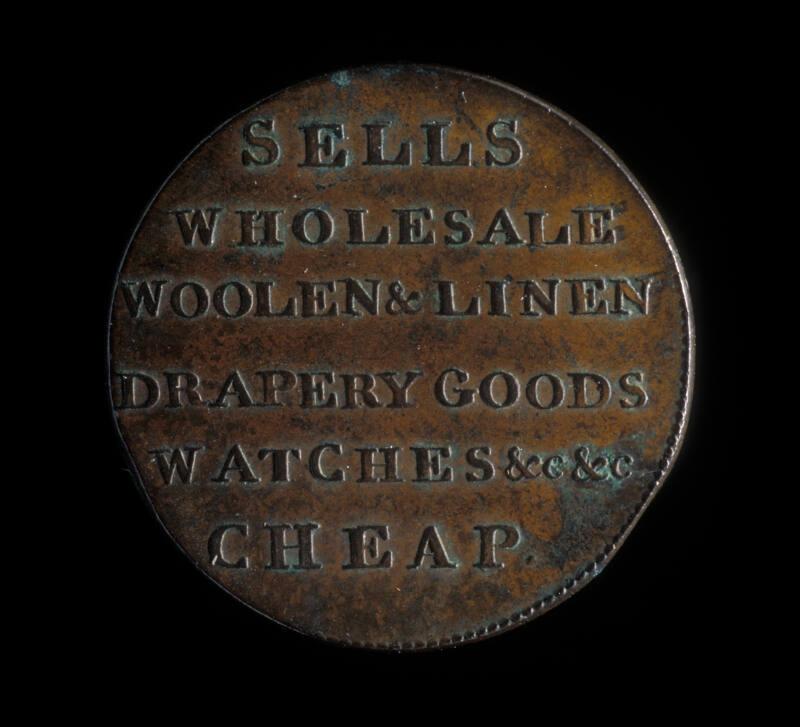 SELLS
WHOLESALE
WOOLEN & LINEN
DRAPERY GOODS
WATCHES &c &c
CHEAP.